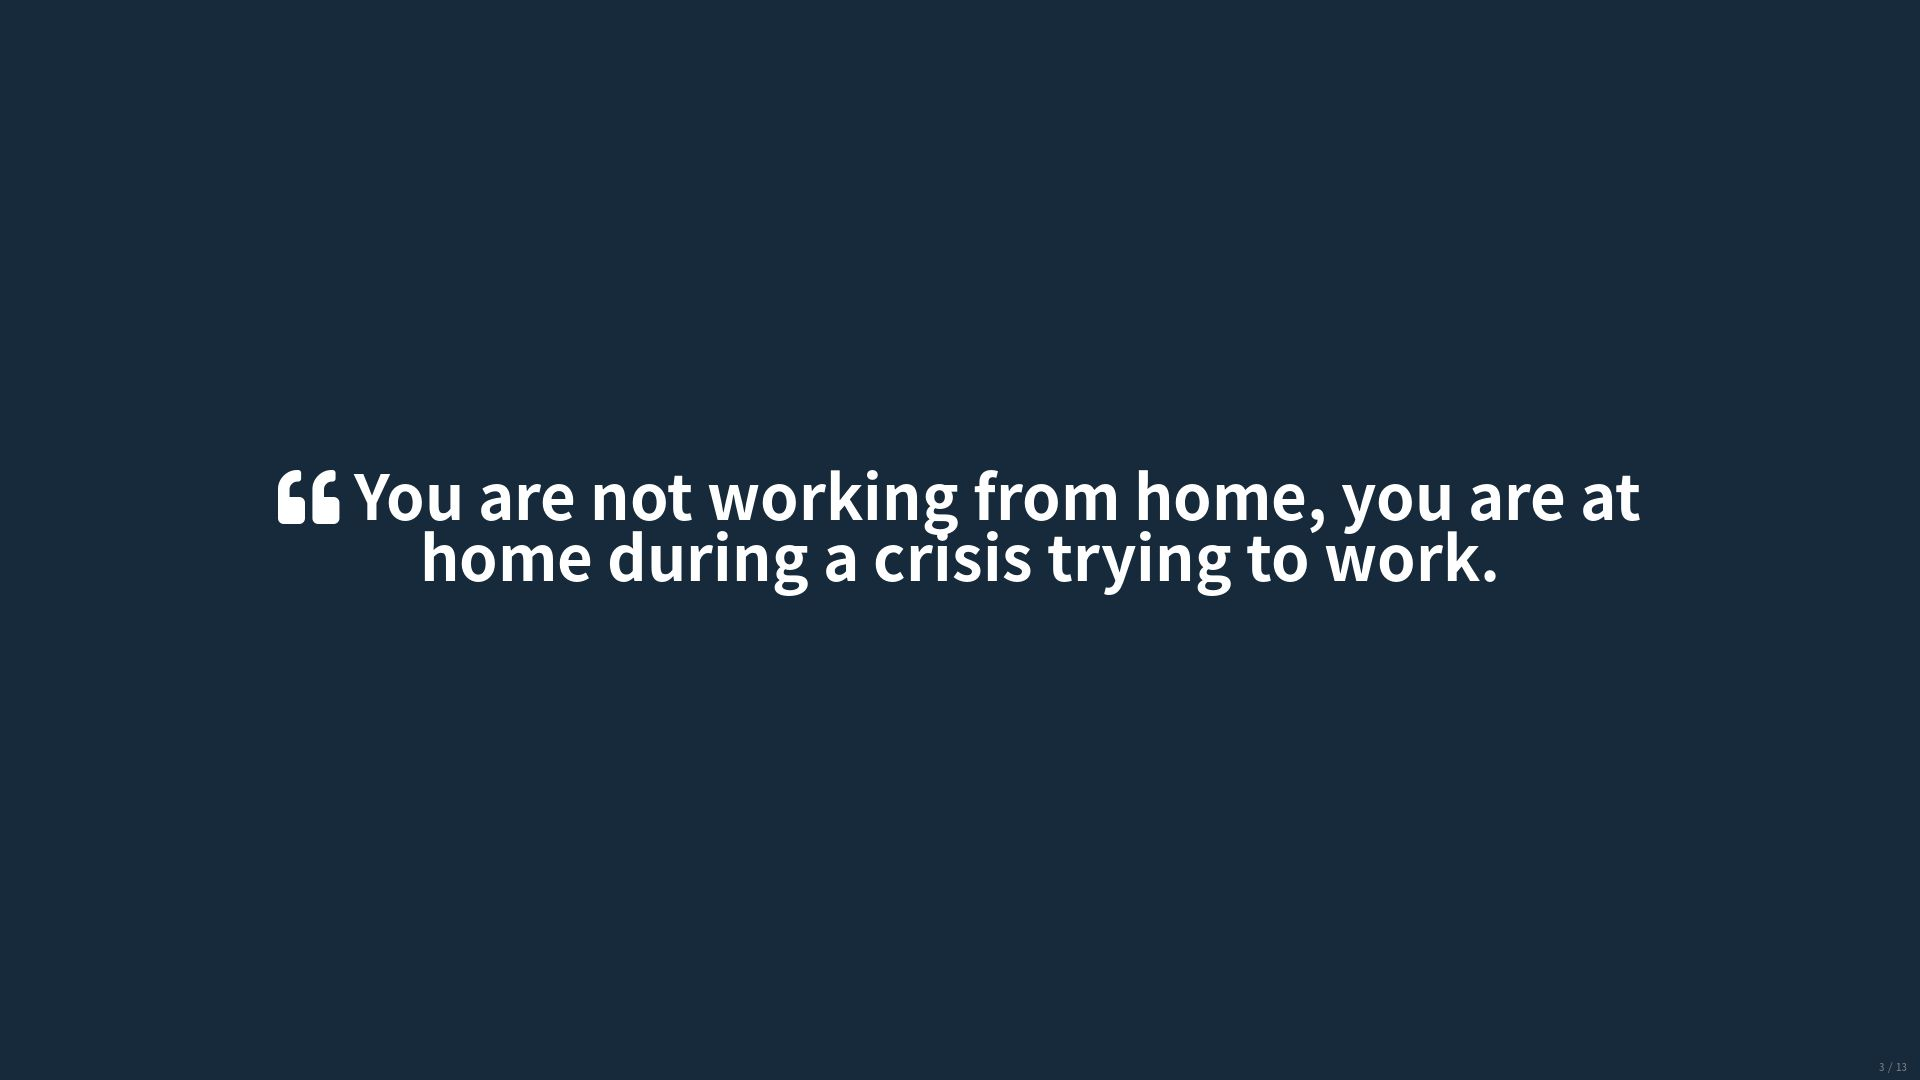 ❝ You are not working from home, you are at
home during a crisis trying to work.
3 / 13